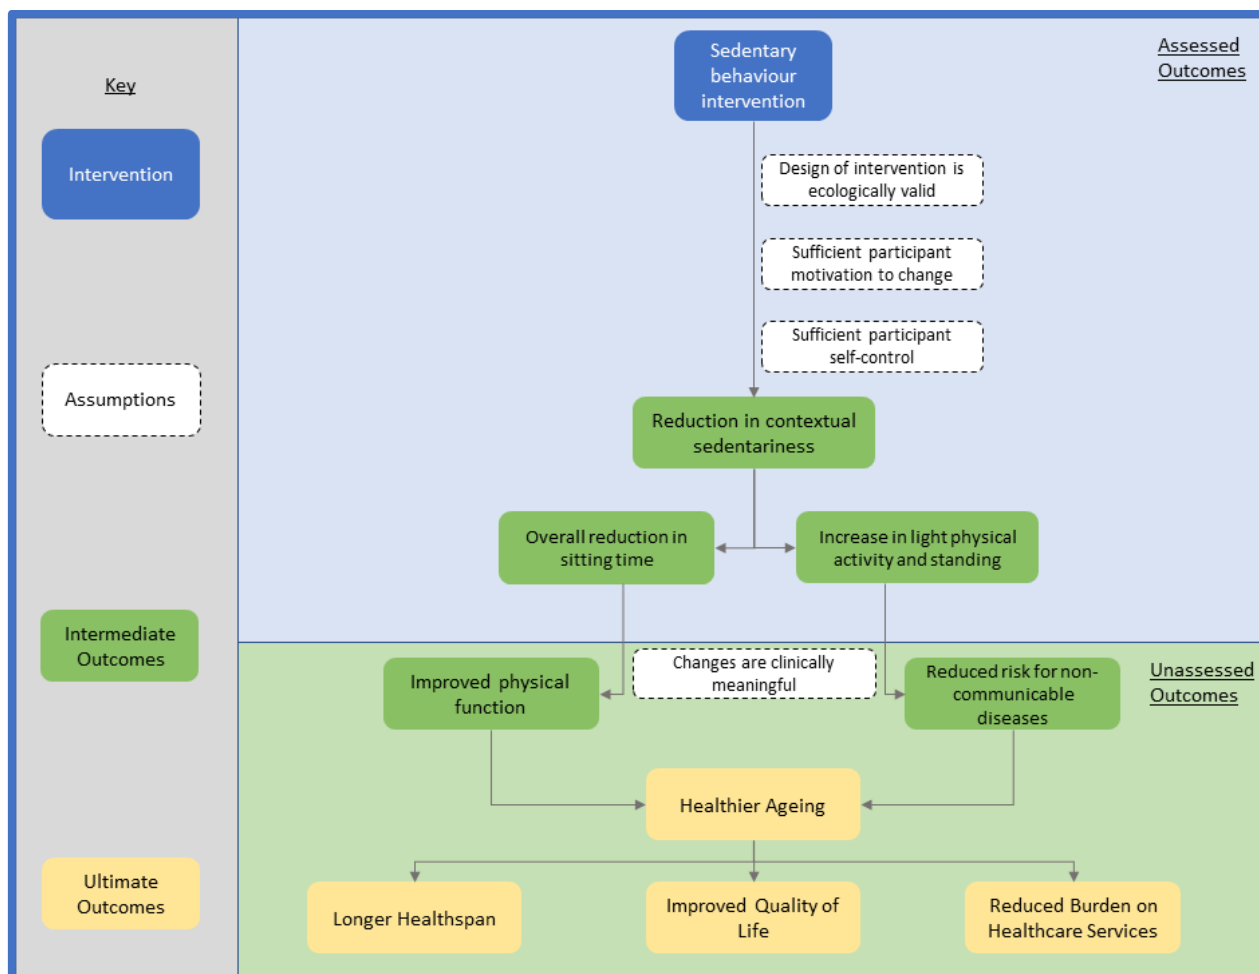 Key
Intervention
Assumptions
Intermediate
Outcomes
Ultimate
Outcomes
Assessed
Outcomes
Sedentary
behaviour
intervention
Design of intervention is
ecologically valid
Sufficient participant
motivation to change
Sufficient participant
self-control
Reduction in contextual
sedentariness
Overall reduction in
sitting time
Increase in light physical
activity and standing
Unassessed
Outcomes
Improved physical
function
Changes are clinically
meaningful
Reduced risk for non-
communicable
diseases
Healthier Ageing
Longer Healthspan
Improved Quality of
Life
Reduced Burden on
Healthcare Services